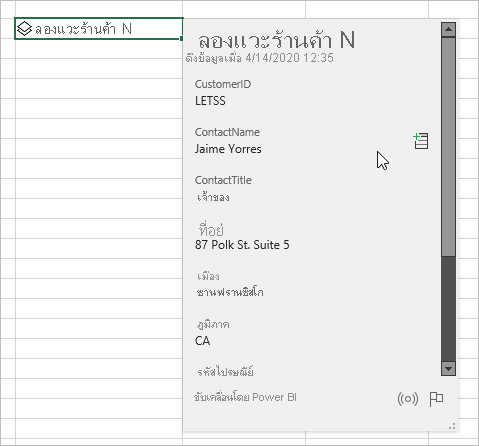 ลองแวะร้านค้า N
ลองแวะร้านค้า N
ดึงข้อมูลเมื่อ 4/14/2020 12:35
CustomerID
LETSS
ContactName
Jaime Yorres
ContactTitle
เจ้าของ
ที่อยู่
87 Polk St. Suite 5
เมือง
ซานฟรานซิสโก
ภูมิภาค
CA
รหัสไปรษณีย์
ขับเคลื่อนโดย Power BI